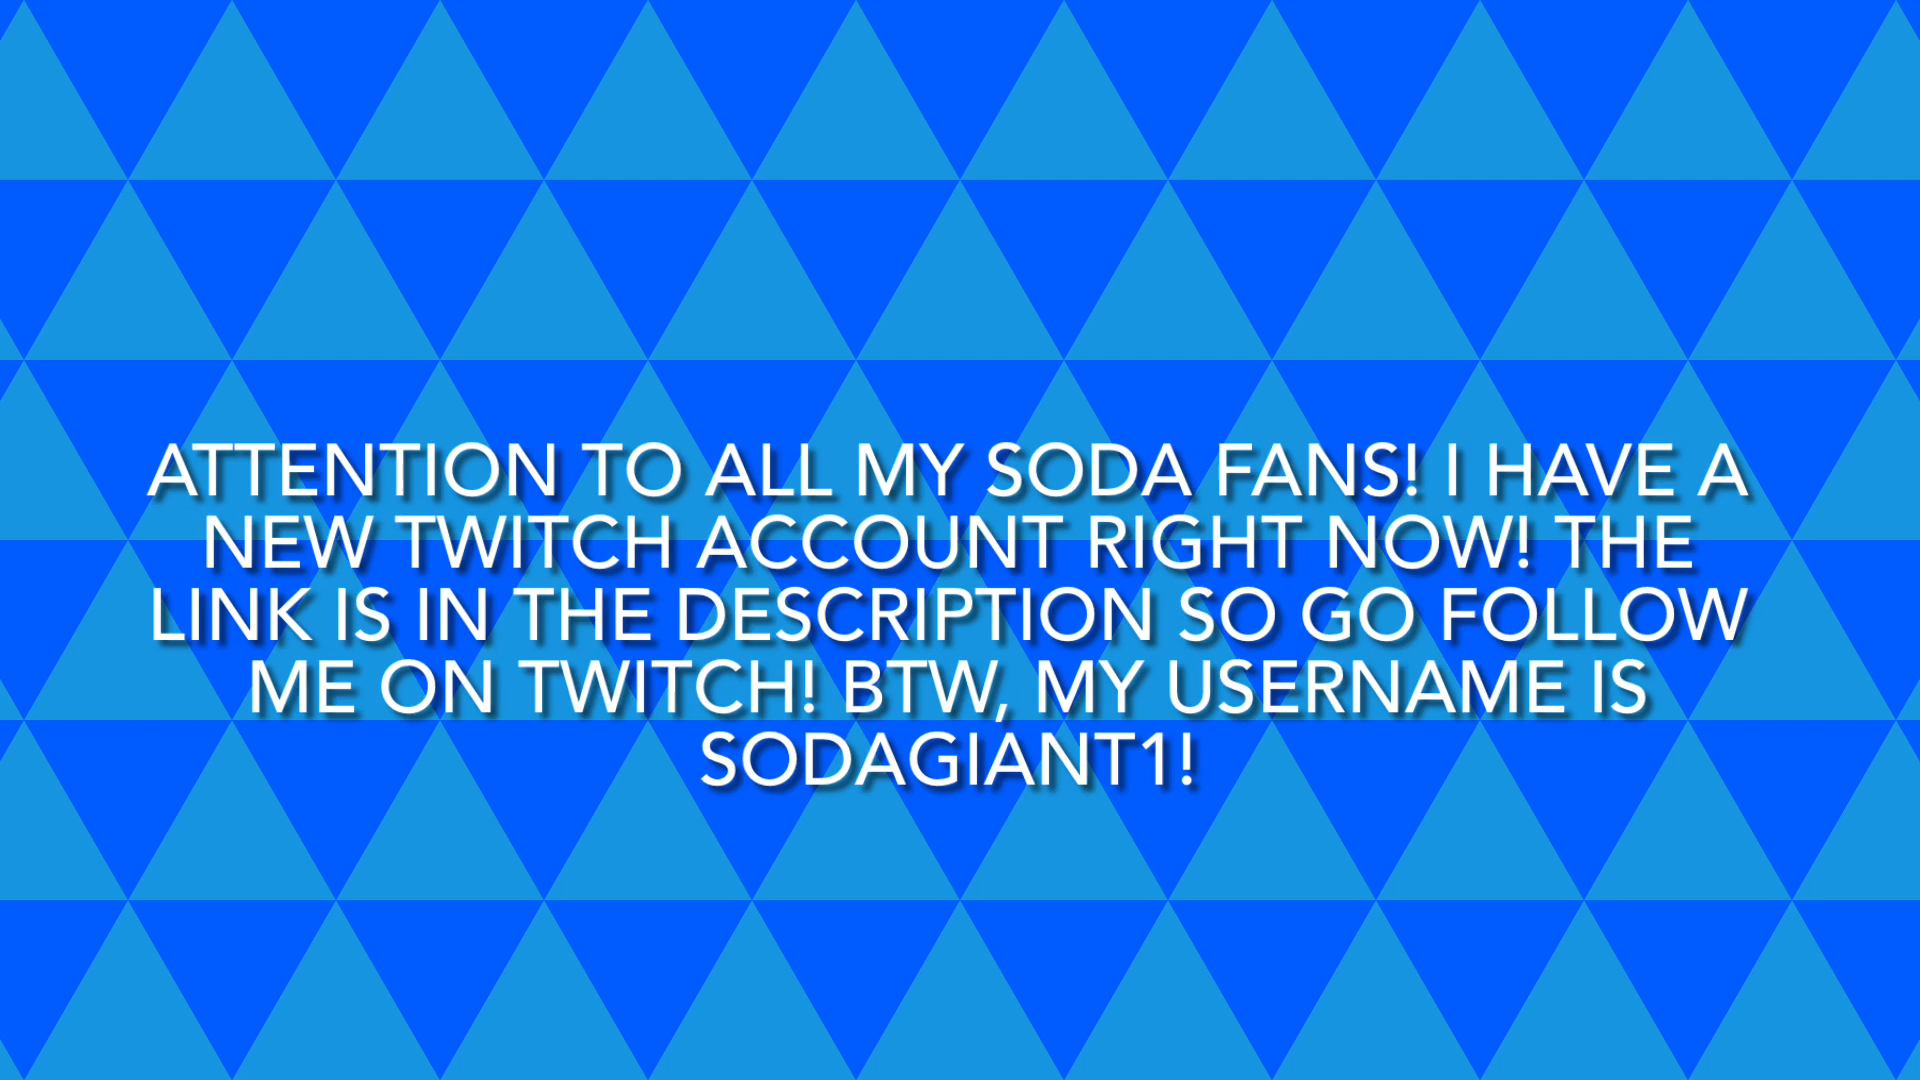 ATTENTION TO ALL MY SODA FANS! I HAVE A
NEW TWITCH ACCOUNT RIGHT NOW! THE
LINK IS IN THE DESCRIPTION SO GO FOLLOW
ME ON TWITCH! BTW, MY USERNAME IS
SODAGIANT1!